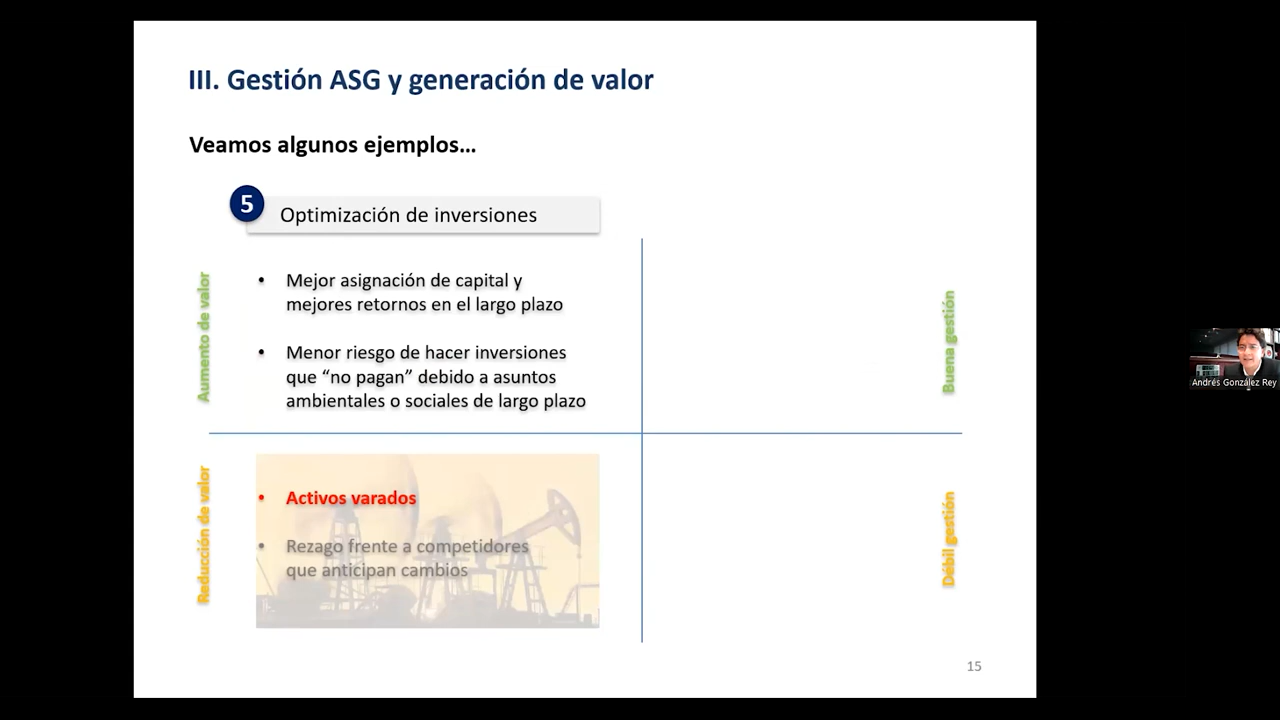 III. Gestión ASG y generación de valor
Veamos algunos ejemplos…
5
Optimización de inversiones
Aumento de valor
• Mejor asignación de capital y
mejores retornos en el largo plazo
• Menor riesgo de hacer inversiones
que “no pagan” debido a asuntos
ambientales o sociales de largo plazo
Buena gestión
Reducción de valor
• Activos varados
• Rezago frente a competidores
que anticipan cambios
Débil gestión
15
Andrés González Rey